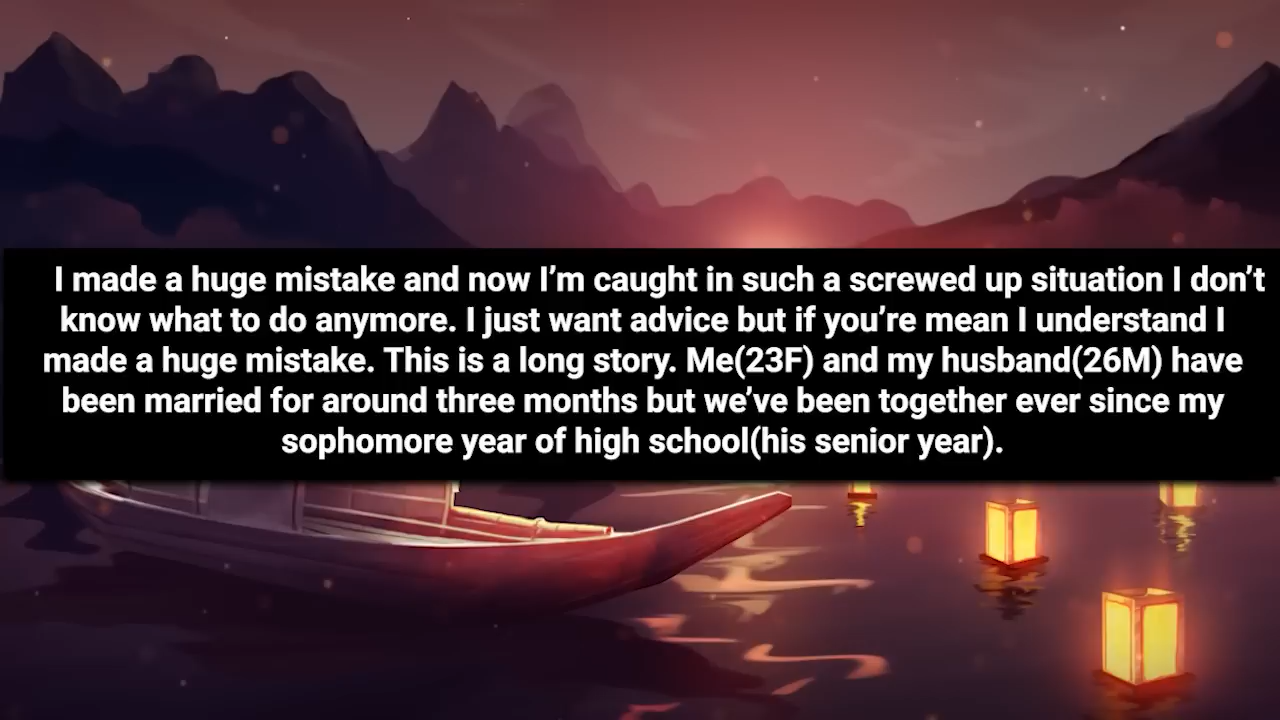 I made a huge mistake and now I’m caught in such a screwed up situation I don’t
know what to do anymore. I just want advice but if you’re mean I understand I
made a huge mistake. This is a long story. Me(23F) and my husband(26M) have
been married for around three months but we’ve been together ever since my
sophomore year of high school(his senior year).